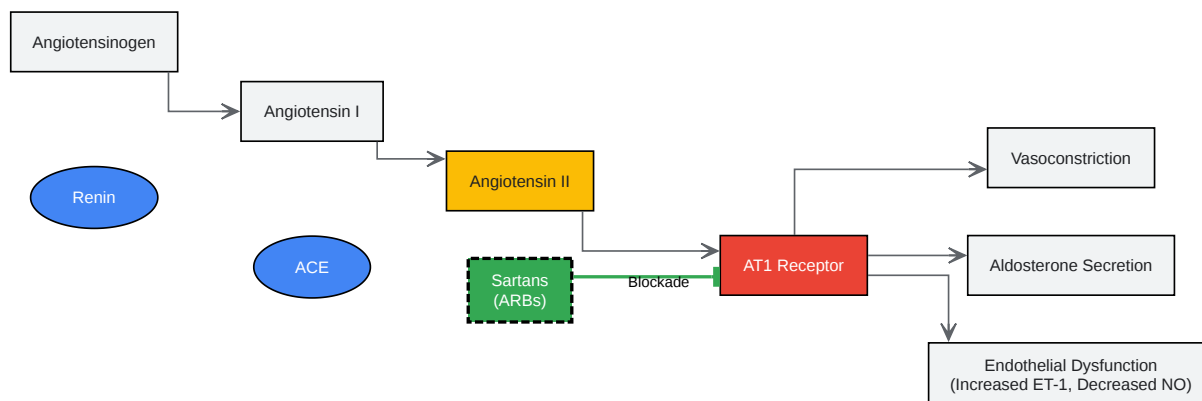 Angiotensinogen
Angiotensin I
Renin
ACE
Angiotensin II
Sartans
(ARBs)
Blockade
AT1 Receptor
Vasoconstriction
Aldosterone Secretion
Endothelial Dysfunction
(Increased ET-1, Decreased NO)